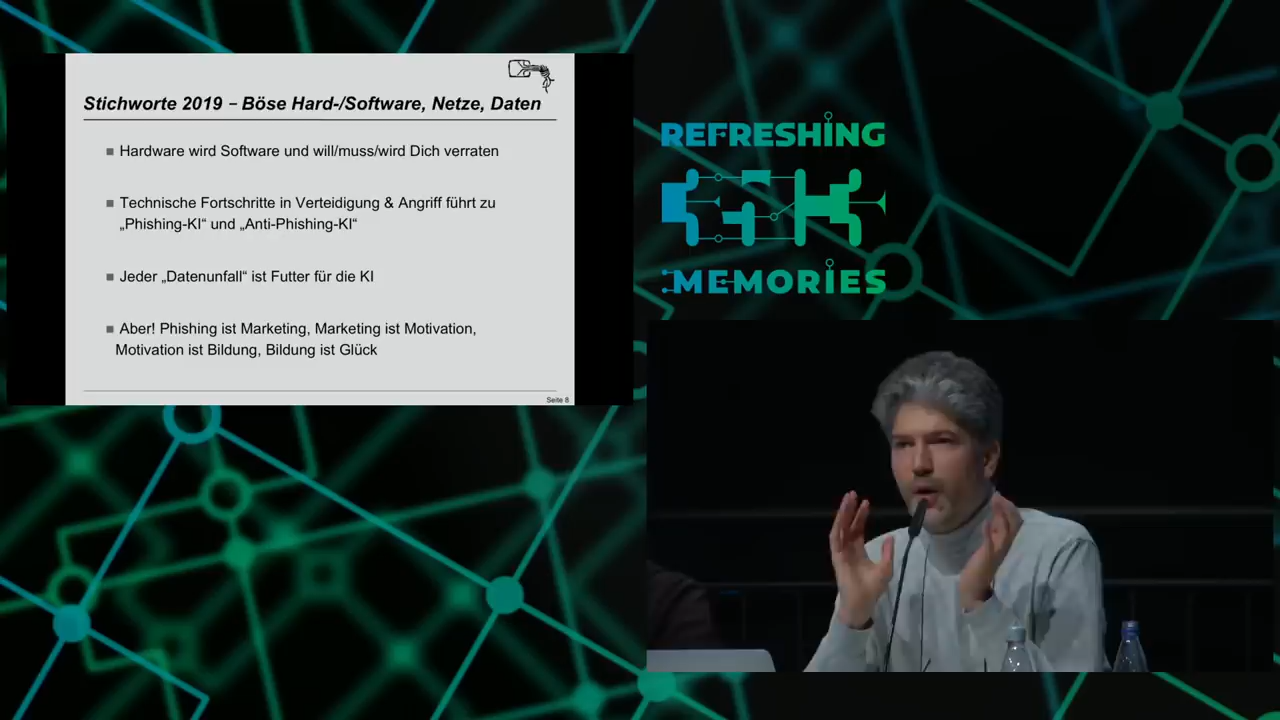 Stichworte 2019 – Böse Hard-/Software, Netze, Daten
Hardware wird Software und will/muss/wird Dich verraten
Technische Fortschritte in Verteidigung & Angriff führt zu
„Phishing-KI“ und „Anti-Phishing-KI“
Jeder „Datenunfall“ ist Futter für die KI
Aber! Phishing ist Marketing, Marketing ist Motivation,
Motivation ist Bildung, Bildung ist Glück
Seite 8
REFRESHING
MEMORIES